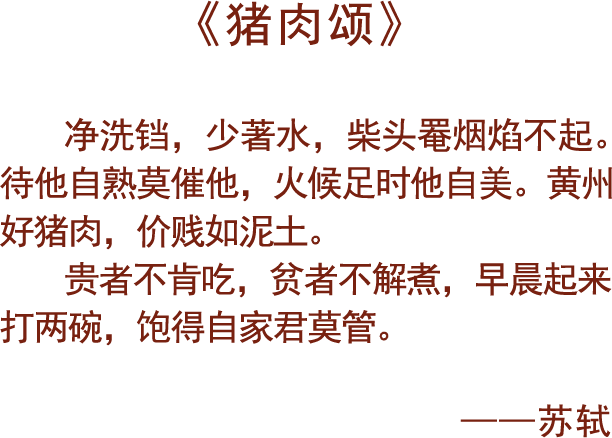 《猪肉颂》
净洗铛，少著水，柴头罨烟焰不起。
待他自熟莫催他，火候足时他自美。黄州
好猪肉，价贱如泥土。
贵者不肯吃，贫者不解煮，早晨起来
打两碗，饱得自家君莫管。
——苏轼